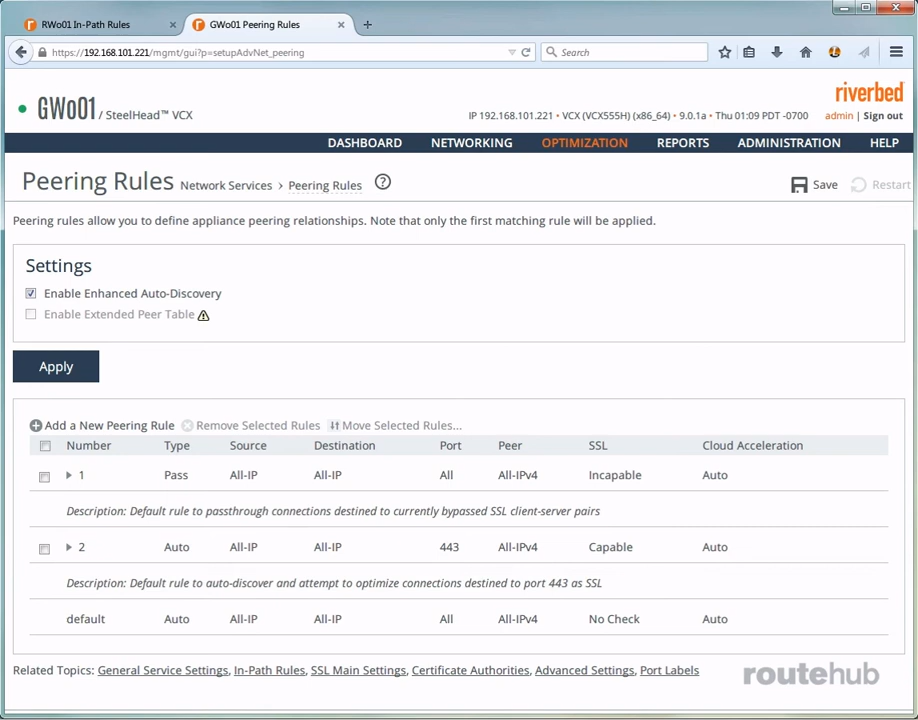 RWo01 In-Path Rules
GWo01 Peering Rules
https://192.168.101.221/mgmt/gui?p=setupAdvNet_peering
Search
riverbed
GWo01 / SteelHead™ VCX
IP 192.168.101.221 • VCX (VCX555H) (x86_64) • 9.0.1a • Thu 01:09 PDT -0700
admin | Sign out
DASHBOARD NETWORKING OPTIMIZATION REPORTS ADMINISTRATION HELP
Peering Rules Network Services › Peering Rules ?
Save Restart
Peering rules allow you to define appliance peering relationships. Note that only the first matching rule will be applied.
Settings
Enable Enhanced Auto-Discovery
Enable Extended Peer Table
Apply
Add a New Peering Rule Remove Selected Rules Move Selected Rules...
Number Type Source Destination Port Peer SSL Cloud Acceleration
1 Pass All-IP All-IP All All-IPv4 Incapable Auto
Description: Default rule to passthrough connections destined to currently bypassed SSL client-server pairs
2 Auto All-IP All-IP 443 All-IPv4 Capable Auto
Description: Default rule to auto-discover and attempt to optimize connections destined to port 443 as SSL
default Auto All-IP All-IP All All-IPv4 No Check Auto
Related Topics: General Service Settings, In-Path Rules, SSL Main Settings, Certificate Authorities, Advanced Settings, Port Labels
routehub